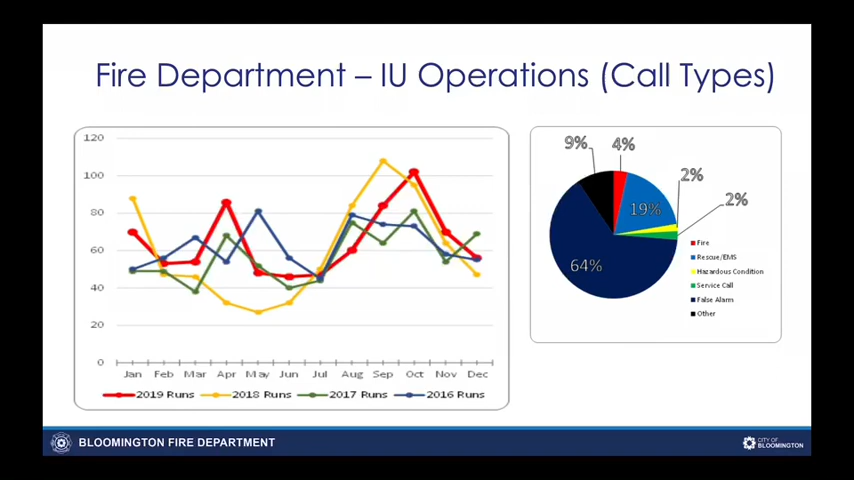 Fire Department – IU Operations (Call Types)
120
100
80
60
40
20
0
Jan Feb Mar Apr May Jun Jul Aug Sep Oct Nov Dec
2019 Runs 2018 Runs 2017 Runs 2016 Runs
9% 4%
2%
2%
19%
64%
Fire
Rescue/EMS
Hazardous Condition
Service Call
False Alarm
Other
BLOOMINGTON FIRE DEPARTMENT
CITY OF
BLOOMINGTON